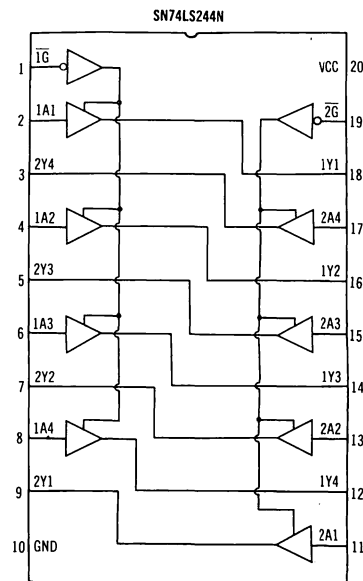 SN74LS244N
1 1G VCC 20
2 1A1 2G 19
3 2Y4 1Y1 18
4 1A2 2A4 17
5 2Y3 1Y2 16
6 1A3 2A3 15
7 2Y2 1Y3 14
8 1A4 2A2 13
9 2Y1 1Y4 12
10 GND 2A1 11